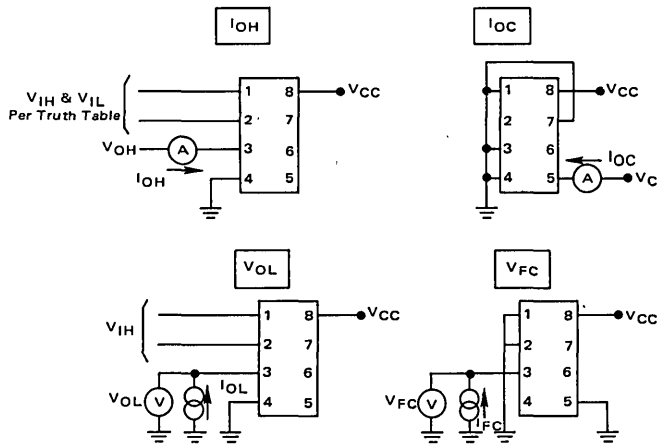 IOH
IOC
VIH & VIL
Per Truth Table
VOH
A
IOH
1 8
2 7
3 6
4 5
VCC
1 8
2 7
3 6
4 5
VCC
IOC
A
VC
VOL
VFC
VIH
VOL
V
IOL
1 8
2 7
3 6
4 5
VCC
VFC
V
IFC
1 8
2 7
3 6
4 5
VCC